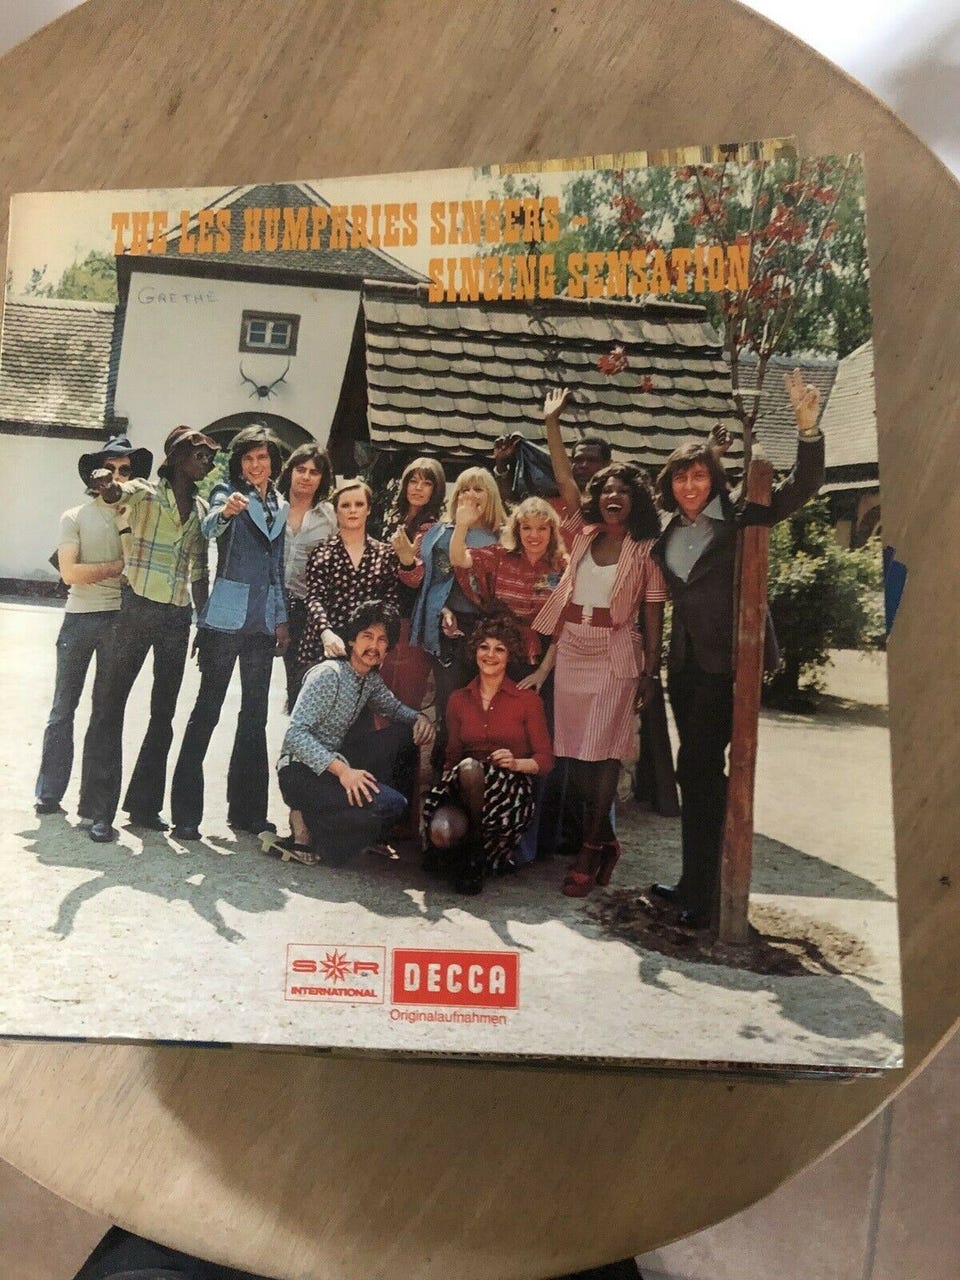 THE LES HUMPHRIES SINGERS -
SINGING SENSATION
GRETHE
S R
INTERNATIONAL
DECCA
Originalaufnahmen